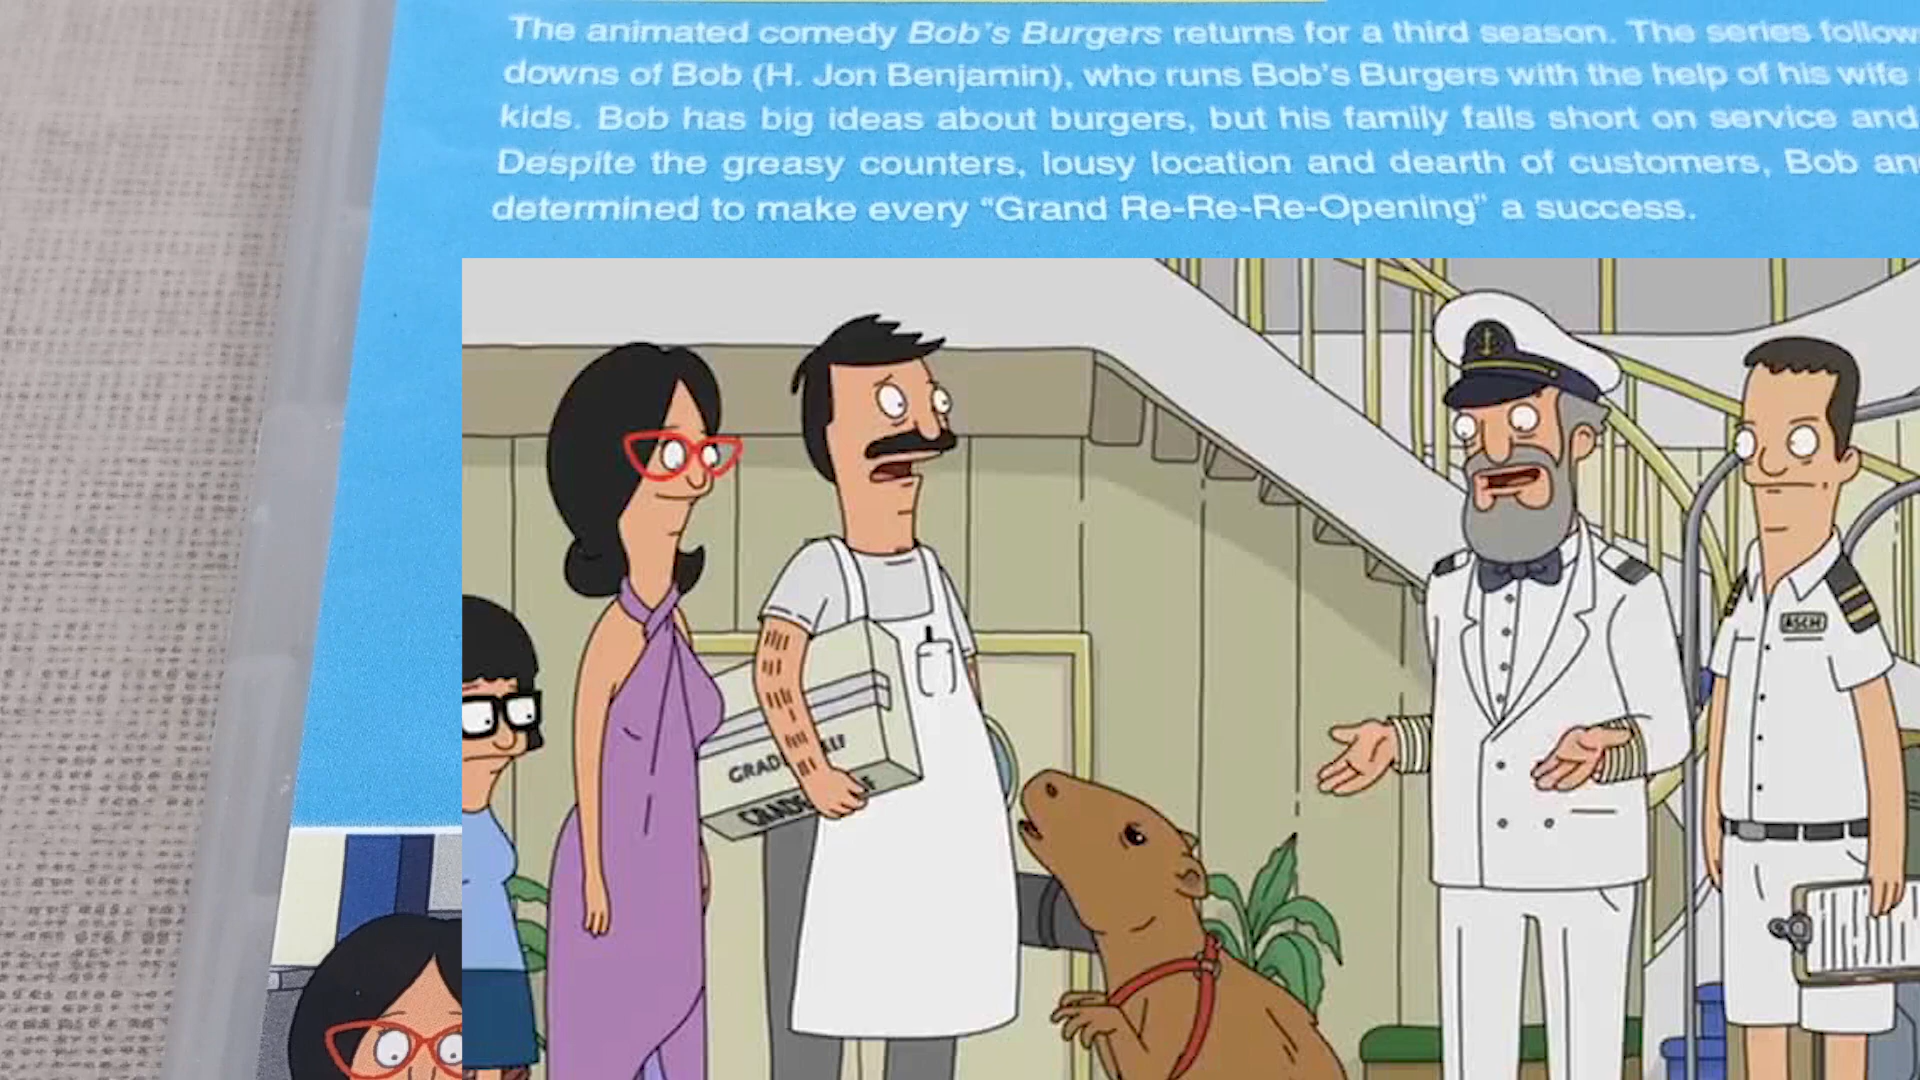 The animated comedy Bob's Burgers returns for a third season. The series follow
downs of Bob (H. Jon Benjamin), who runs Bob's Burgers with the help of his wife
kids. Bob has big ideas about burgers, but his family falls short on service and
Despite the greasy counters, lousy location and dearth of customers, Bob an
determined to make every “Grand Re-Re-Re-Opening” a success.
ASCH
GRAD
GRADE